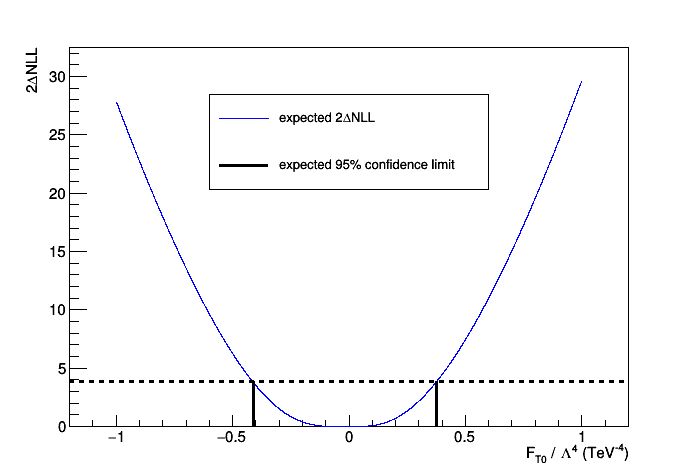 2ΔNLL
30
25
20
15
10
5
0
expected 2ΔNLL
expected 95% confidence limit
−1 −0.5 0 0.5 1
F_T0 / Λ^4 (TeV^-4)